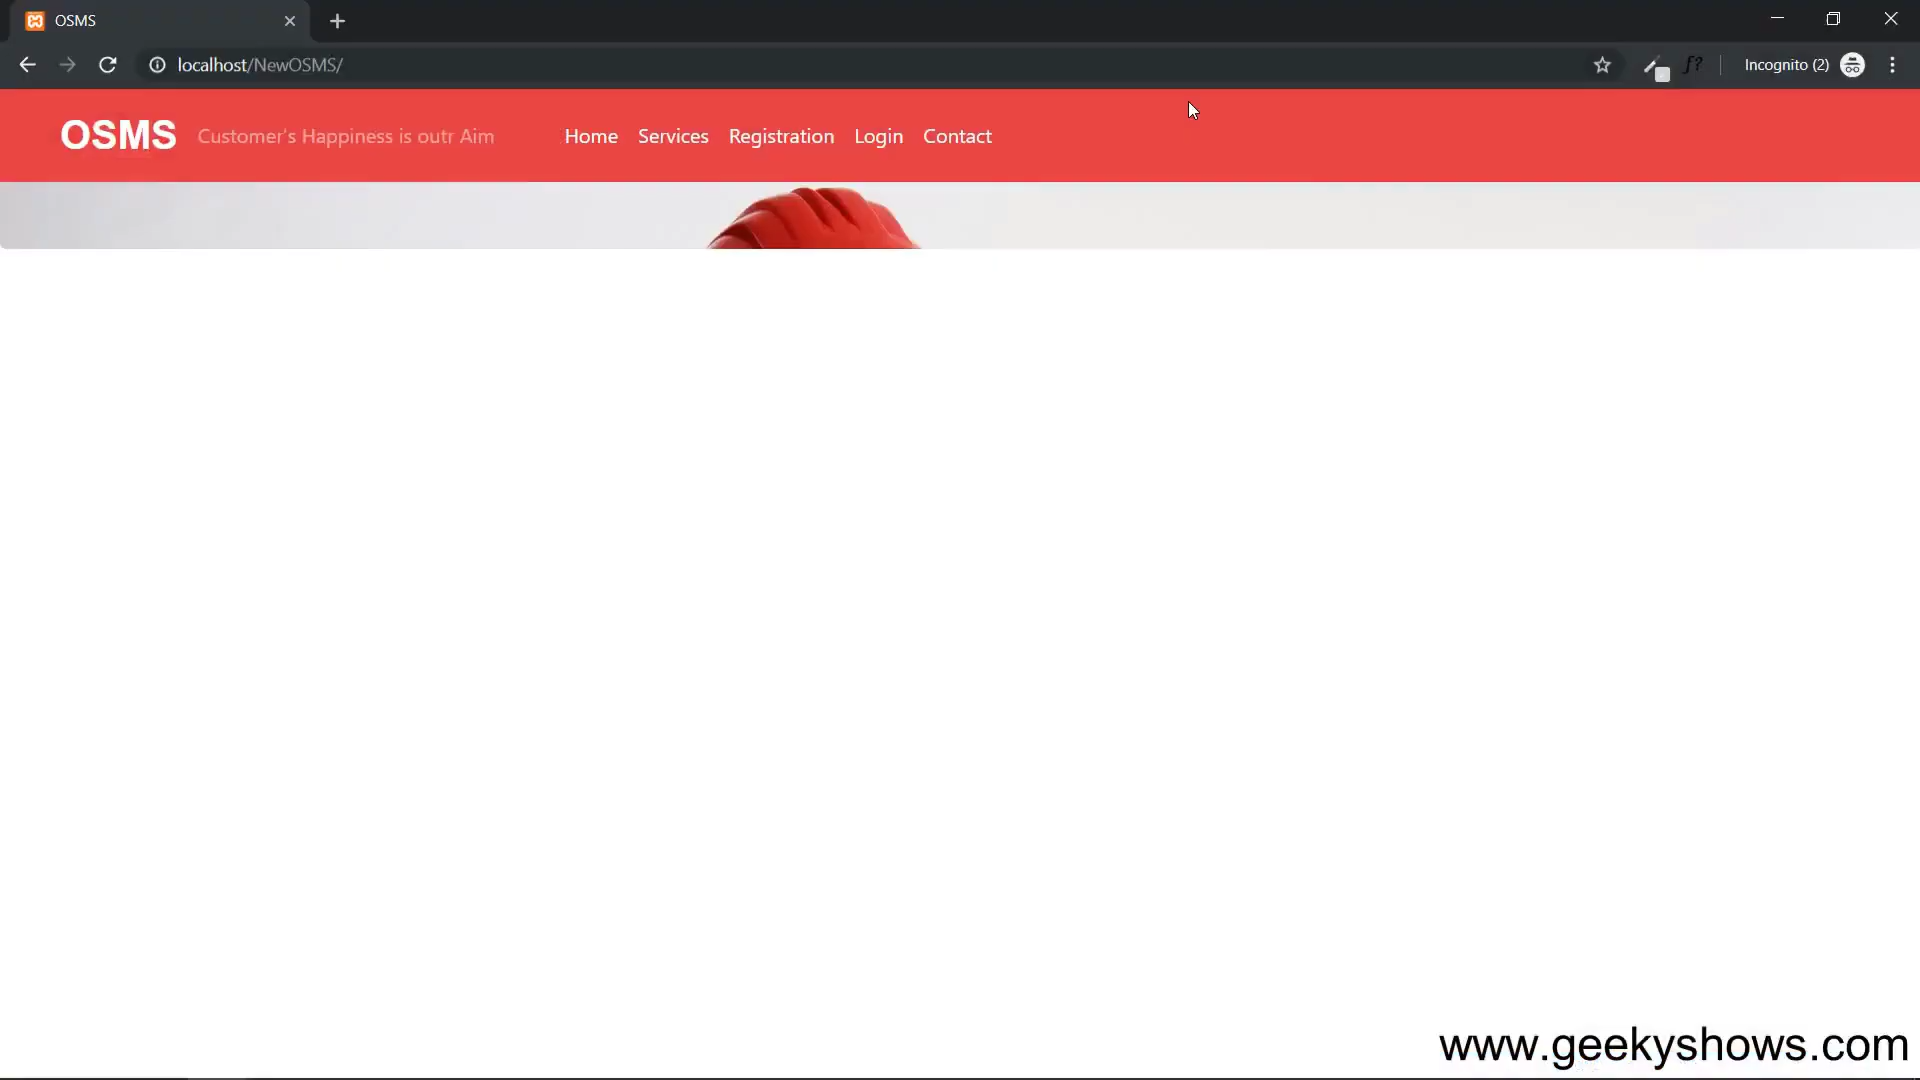 OSMS
localhost/NewOSMS/
f?
Incognito (2)
OSMS Customer's Happiness is outr Aim Home Services Registration Login Contact
www.geekyshows.com